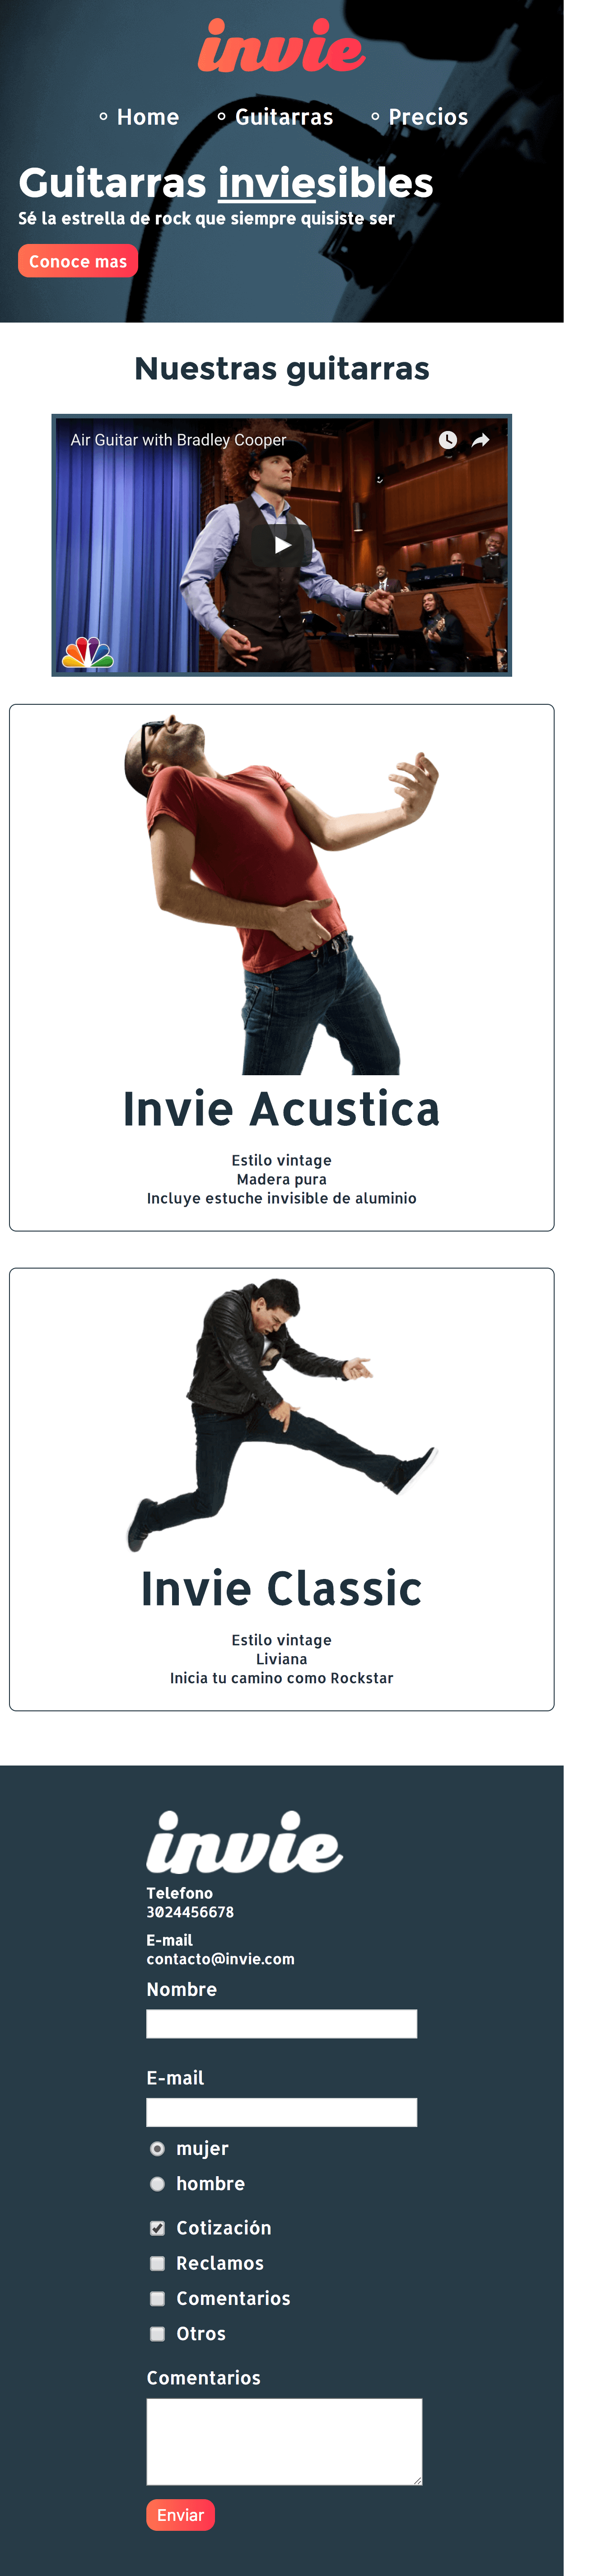 invie
Home
Guitarras
Precios
Guitarras inviesibles
Sé la estrella de rock que siempre quisiste ser
Conoce mas
Nuestras guitarras
Air Guitar with Bradley Cooper
Invie Acustica
Estilo vintage
Madera pura
Incluye estuche invisible de aluminio
Invie Classic
Estilo vintage
Liviana
Inicia tu camino como Rockstar
invie
Telefono
3024456678
E-mail
contacto@invie.com
Nombre
E-mail
mujer
hombre
Cotización
Reclamos
Comentarios
Otros
Comentarios
Enviar